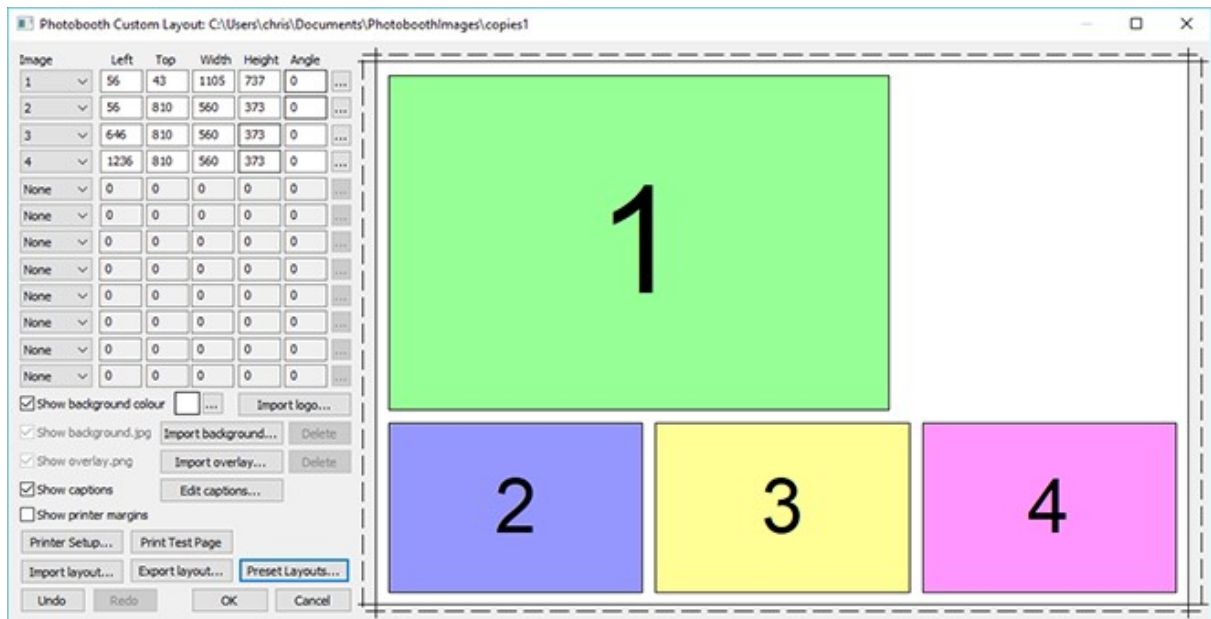 Photobooth Custom Layout: C:\Users\chris\Documents\PhotoboothImages\copies1
Image Left Top Width Height Angle
1 56 43 1105 737 0 ...
2 56 810 560 373 0 ...
3 646 810 560 373 0 ...
4 1236 810 560 373 0 ...
None 0 0 0 0 0 ...
None 0 0 0 0 0 ...
None 0 0 0 0 0 ...
None 0 0 0 0 0 ...
None 0 0 0 0 0 ...
None 0 0 0 0 0 ...
None 0 0 0 0 0 ...
None 0 0 0 0 0 ...
Show background colour ... Import logo...
Show background.jpg Import background... Delete
Show overlay.png Import overlay... Delete
Show captions Edit captions...
Show printer margins
Printer Setup... Print Test Page
Import layout... Export layout... Preset Layouts...
Undo Redo OK Cancel
1
2 3 4